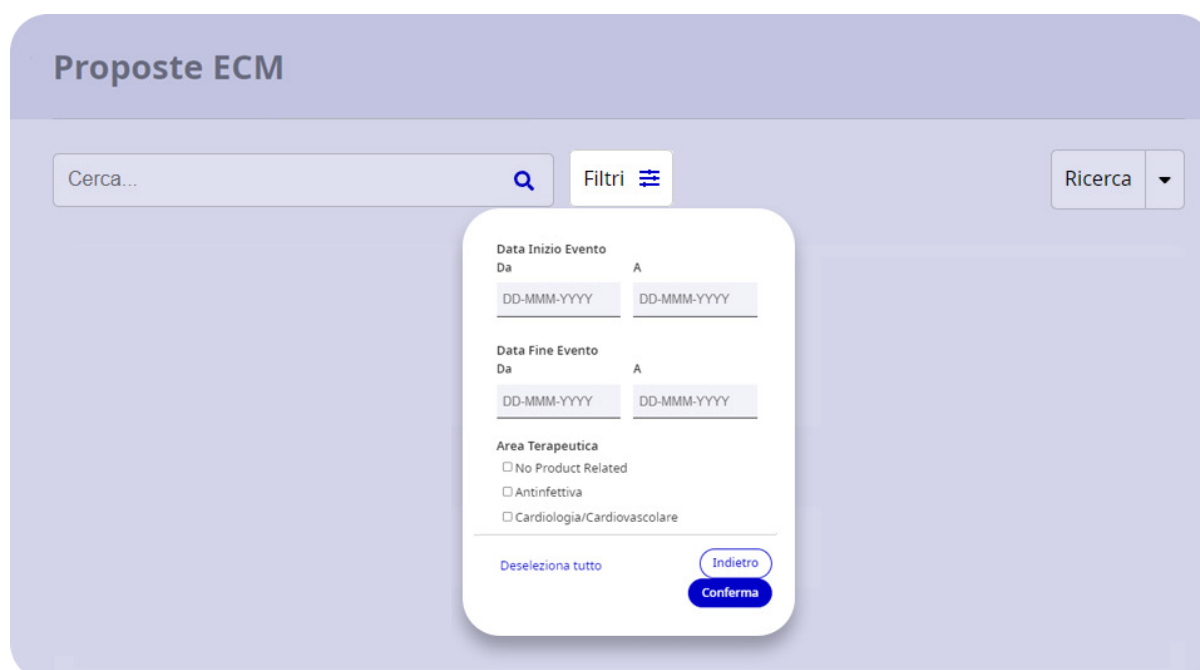 Proposte ECM
Cerca...
Filtri
Ricerca
Data Inizio Evento
Da A
DD-MMM-YYYY DD-MMM-YYYY
Data Fine Evento
Da A
DD-MMM-YYYY DD-MMM-YYYY
Area Terapeutica
No Product Related
Antinfettiva
Cardiologia/Cardiovascolare
Deseleziona tutto
Indietro
Conferma